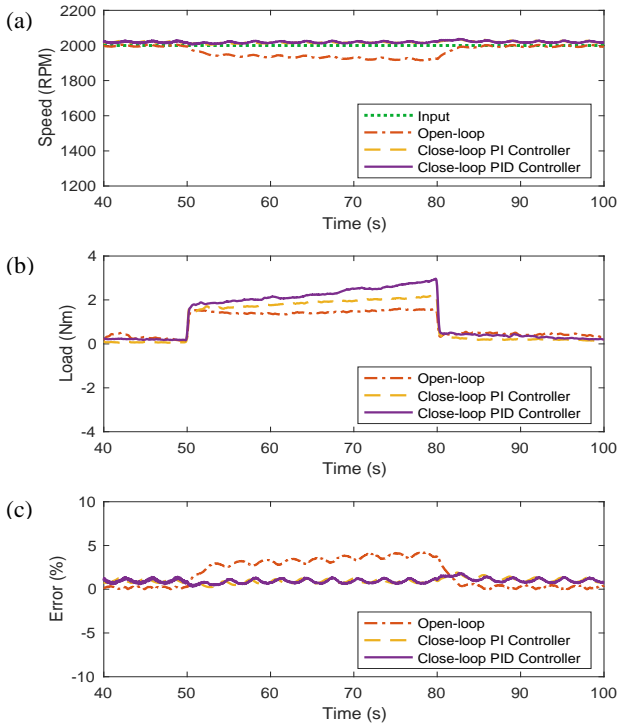 (a)
2200
2000
1800
1600
1400
1200
Speed (RPM)
Input
Open-loop
Close-loop PI Controller
Close-loop PID Controller
40 50 60 70 80 90 100
Time (s)
(b)
4
2
0
-2
-4
Load (Nm)
Open-loop
Close-loop PI Controller
Close-loop PID Controller
40 50 60 70 80 90 100
Time (s)
(c)
10
5
0
-5
-10
Error (%)
Open-loop
Close-loop PI Controller
Close-loop PID Controller
40 50 60 70 80 90 100
Time (s)